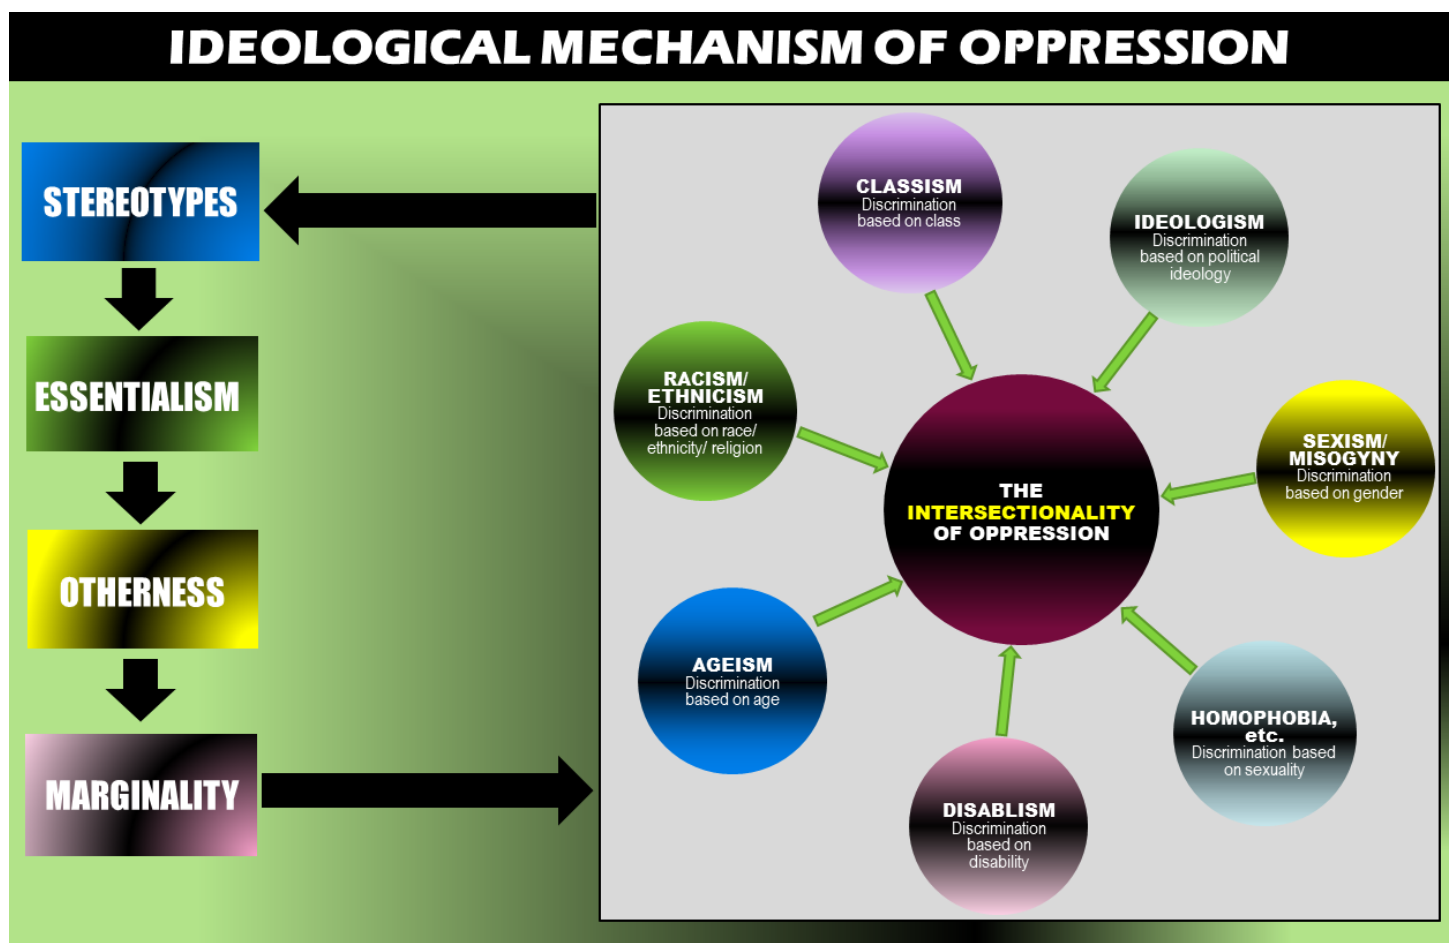 IDEOLOGICAL MECHANISM OF OPPRESSION
STEREOTYPES
ESSENTIALISM
OTHERNESS
MARGINALITY
CLASSISM
Discrimination
based on class
IDEOLOGISM
Discrimination
based on political
ideology
RACISM/
ETHNICISM
Discrimination
based on race/
ethnicity/ religion
SEXISM/
MISOGYNY
Discrimination
based on gender
THE
INTERSECTIONALITY
OF OPPRESSION
AGEISM
Discrimination
based on age
HOMOPHOBIA,
etc.
Discrimination based
on sexuality
DISABLISM
Discrimination
based on
disability